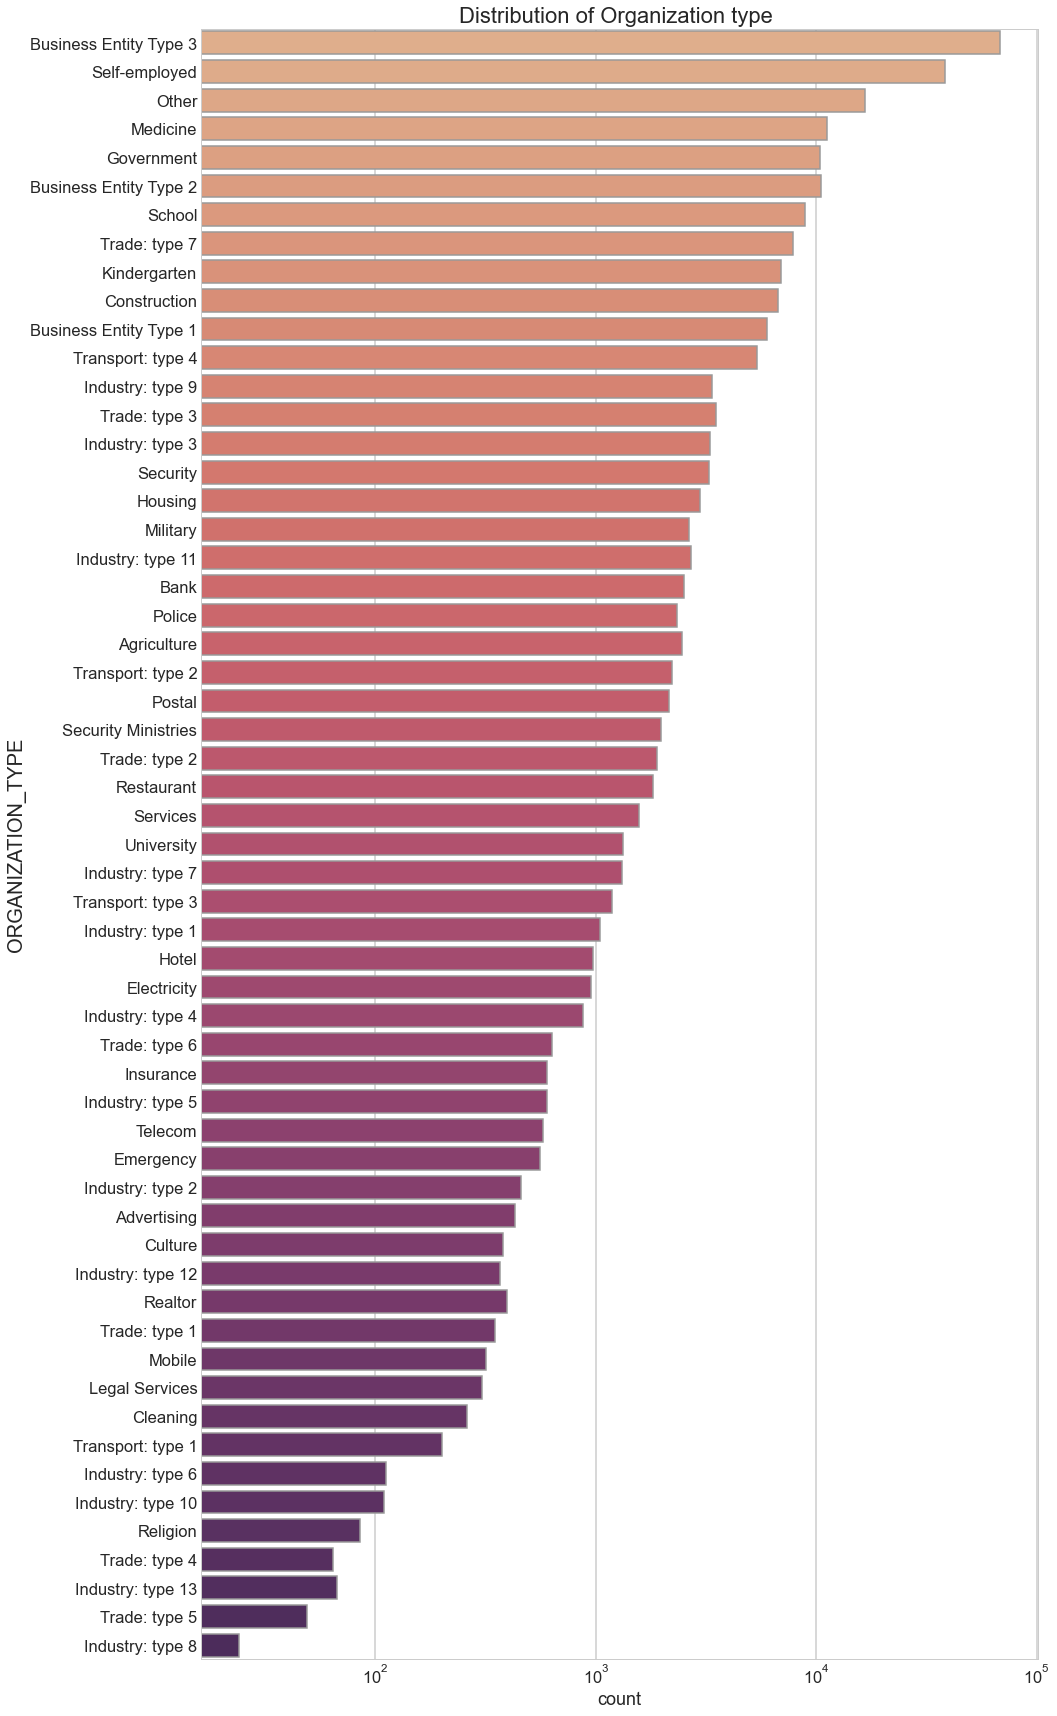 Distribution of Organization type
Business Entity Type 3
Self-employed
Other
Medicine
Government
Business Entity Type 2
School
Trade: type 7
Kindergarten
Construction
Business Entity Type 1
Transport: type 4
Industry: type 9
Trade: type 3
Industry: type 3
Security
Housing
Military
Industry: type 11
Bank
Police
Agriculture
Transport: type 2
Postal
Security Ministries
Trade: type 2
Restaurant
Services
University
Industry: type 7
Transport: type 3
Industry: type 1
Hotel
Electricity
Industry: type 4
Trade: type 6
Insurance
Industry: type 5
Telecom
Emergency
Industry: type 2
Advertising
Culture
Industry: type 12
Realtor
Trade: type 1
Mobile
Legal Services
Cleaning
Transport: type 1
Industry: type 6
Industry: type 10
Religion
Trade: type 4
Industry: type 13
Trade: type 5
Industry: type 8
ORGANIZATION_TYPE
10² 10³ 10⁴ 10⁵
count